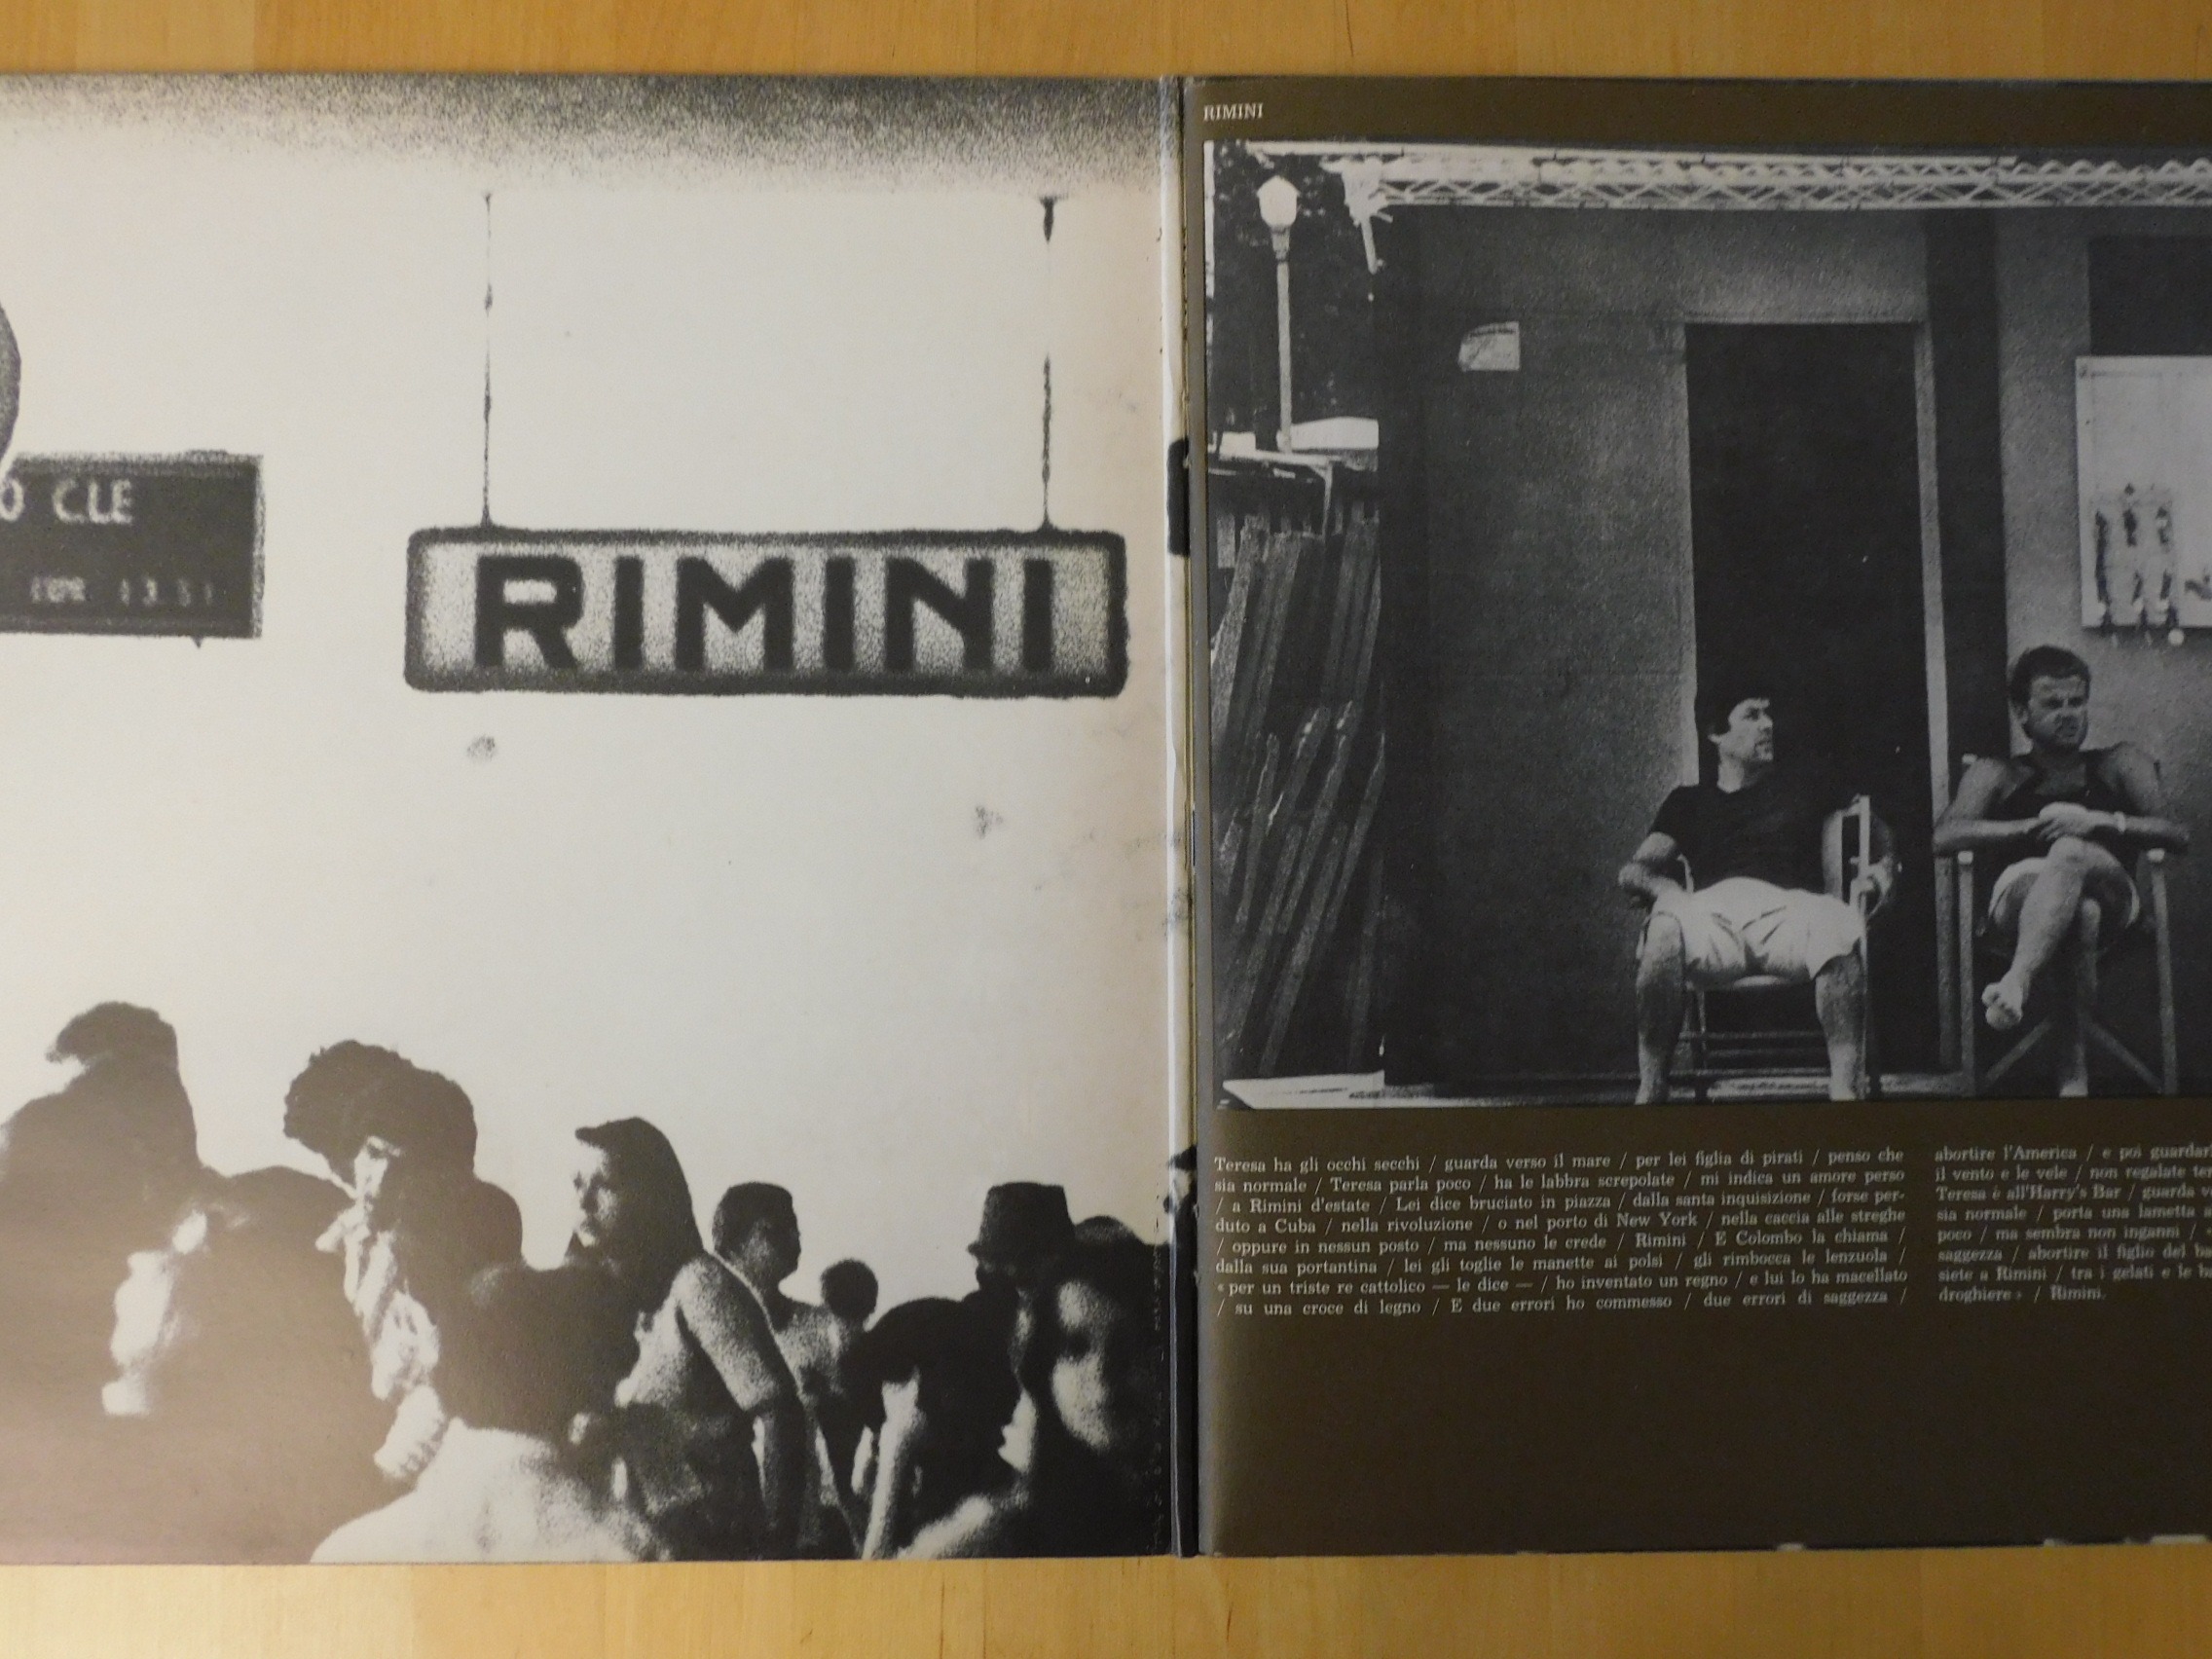 O CLE
RIMINI
RIMINI
Teresa ha gli occhi secchi / guarda verso il mare / per lei figlia di pirati / penso che
sia normale / Teresa parla poco / ha le labbra screpolate / mi indica un amore perso
/ a Rimini d'estate / Lei dice bruciato in piazza / dalla santa inquisizione / forse per-
duto a Cuba / nella rivoluzione / o nel porto di New York / nella caccia alle streghe
/ oppure in nessun posto / ma nessuno le crede / Rimini / E Colombo la chiama /
dalla sua portantina / lei gli toglie le manette ai polsi / gli rimbocca le lenzuola /
« per un triste re cattolico — le dice — / ho inventato un regno / e lui lo ha macellato
/ su una croce di legno / E due errori ho commesso / due errori di saggezza /
abortire l'America / e poi guardar
il vento e le vele / non regalate
Teresa è all'Harry's Bar / guarda
sia normale / porta una lametta
poco / ma sembra non inganni /
saggezza / abortire il figlio del
siete a Rimini / tra i gelati e le
droghiere » / Rimini.